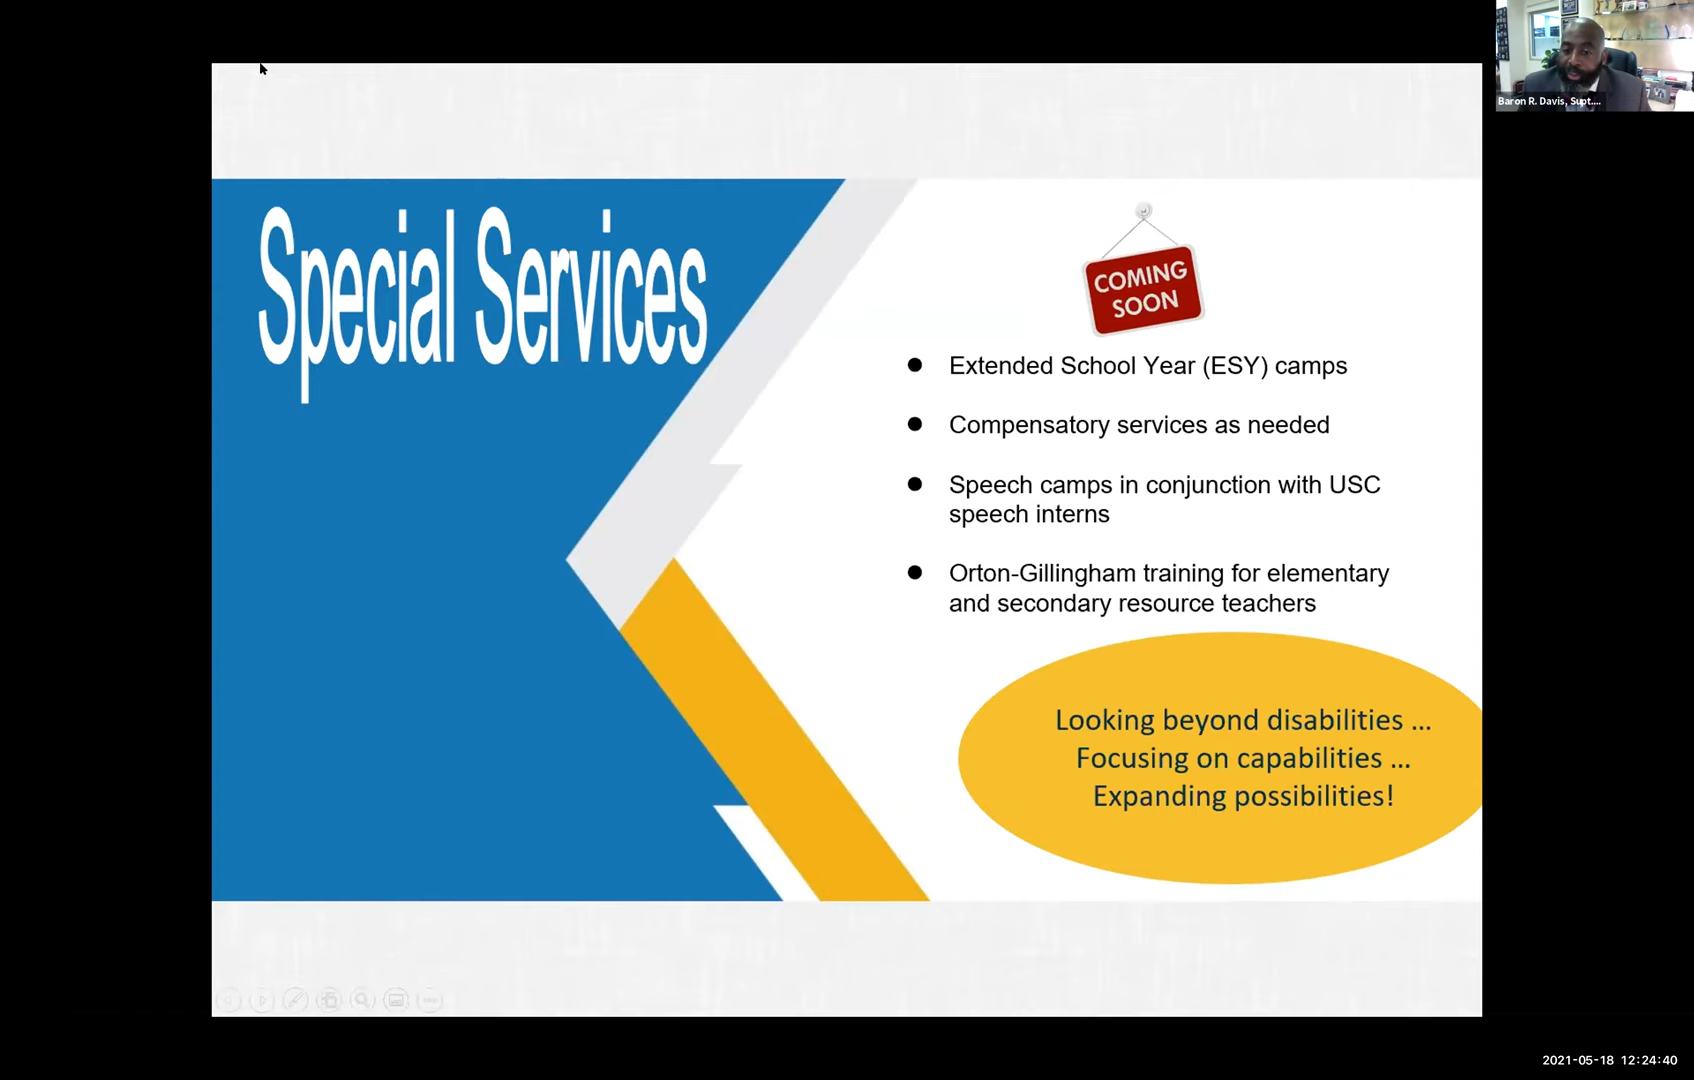 Baron R. Davis, Supt....
Special Services
COMING
SOON
● Extended School Year (ESY) camps
● Compensatory services as needed
● Speech camps in conjunction with USC
speech interns
● Orton-Gillingham training for elementary
and secondary resource teachers
Looking beyond disabilities ...
Focusing on capabilities ...
Expanding possibilities!
2021-05-18 12:24:40